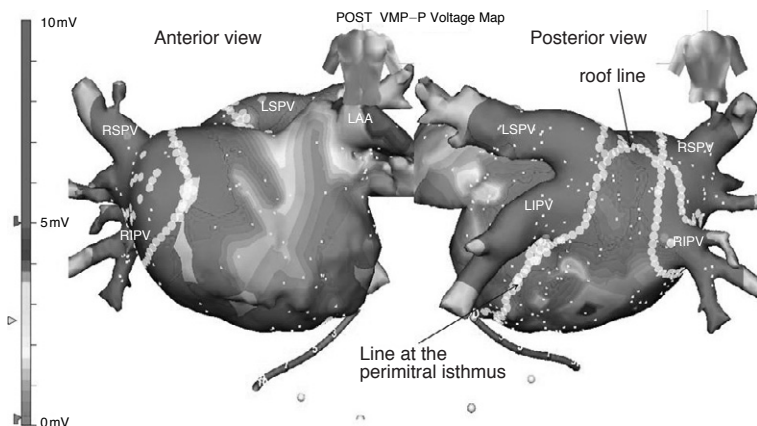 10mV
5mV
0mV
POST VMP–P Voltage Map
Anterior view
RSPV
LSPV
LAA
RIPV
Posterior view
roof line
LSPV
RSPV
LIPV
RIPV
Line at the
perimitral isthmus